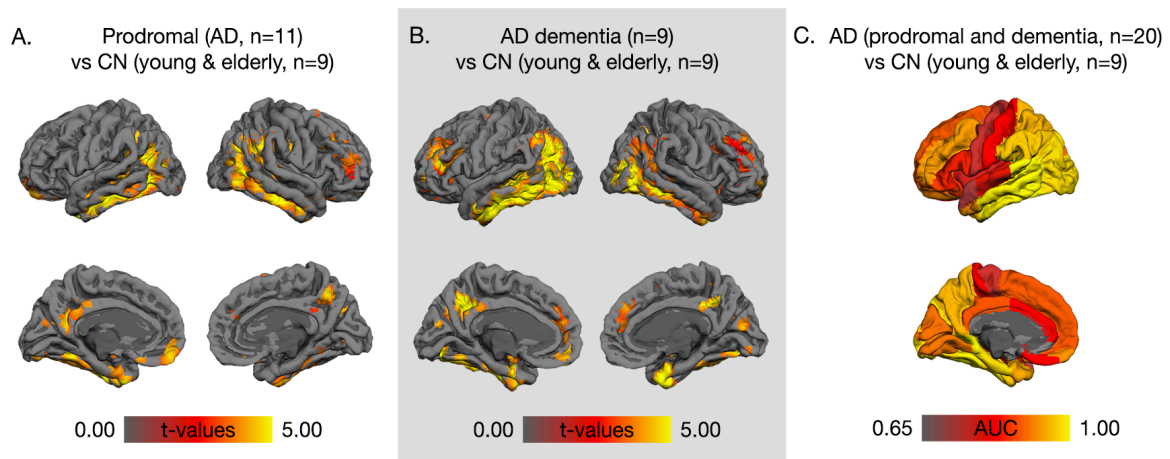 A.
Prodromal (AD, n=11)
vs CN (young & elderly, n=9)
0.00 t-values 5.00
B.
AD dementia (n=9)
vs CN (young & elderly, n=9)
0.00 t-values 5.00
C. AD (prodromal and dementia, n=20)
vs CN (young & elderly, n=9)
0.65 AUC 1.00